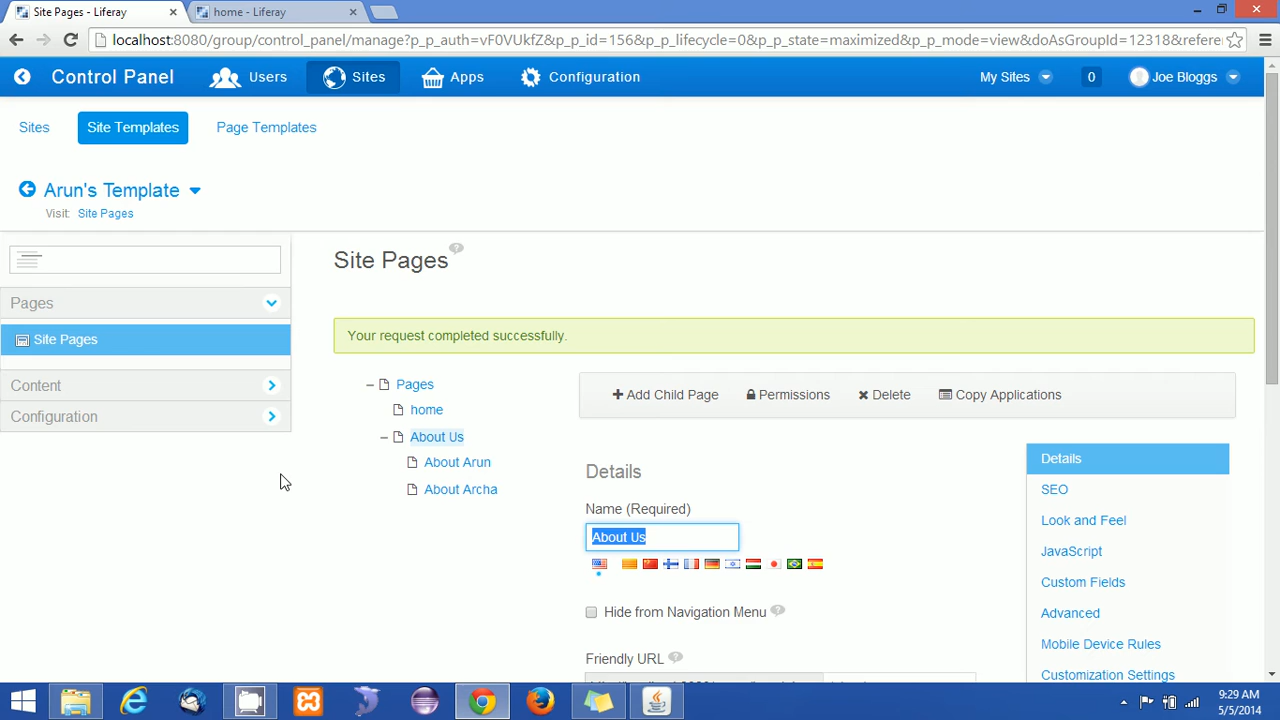 Site Pages - Liferay
home - Liferay
localhost:8080/group/control_panel/manage?p_p_auth=vF0VUkfZ&p_p_id=156&p_p_lifecycle=0&p_p_state=maximized&p_p_mode=view&doAsGroupId=12318&refere
Control Panel
Users
Sites
Apps
Configuration
My Sites
0
Joe Bloggs
Sites
Site Templates
Page Templates
Arun's Template
Visit: Site Pages
Site Pages
Pages
Your request completed successfully.
Site Pages
Content
Configuration
Pages
home
About Us
About Arun
About Archa
Add Child Page
Permissions
Delete
Copy Applications
Details
Name (Required)
About Us
Hide from Navigation Menu
Friendly URL
Details
SEO
Look and Feel
JavaScript
Custom Fields
Advanced
Mobile Device Rules
Customization Settings
9:29 AM
5/5/2014